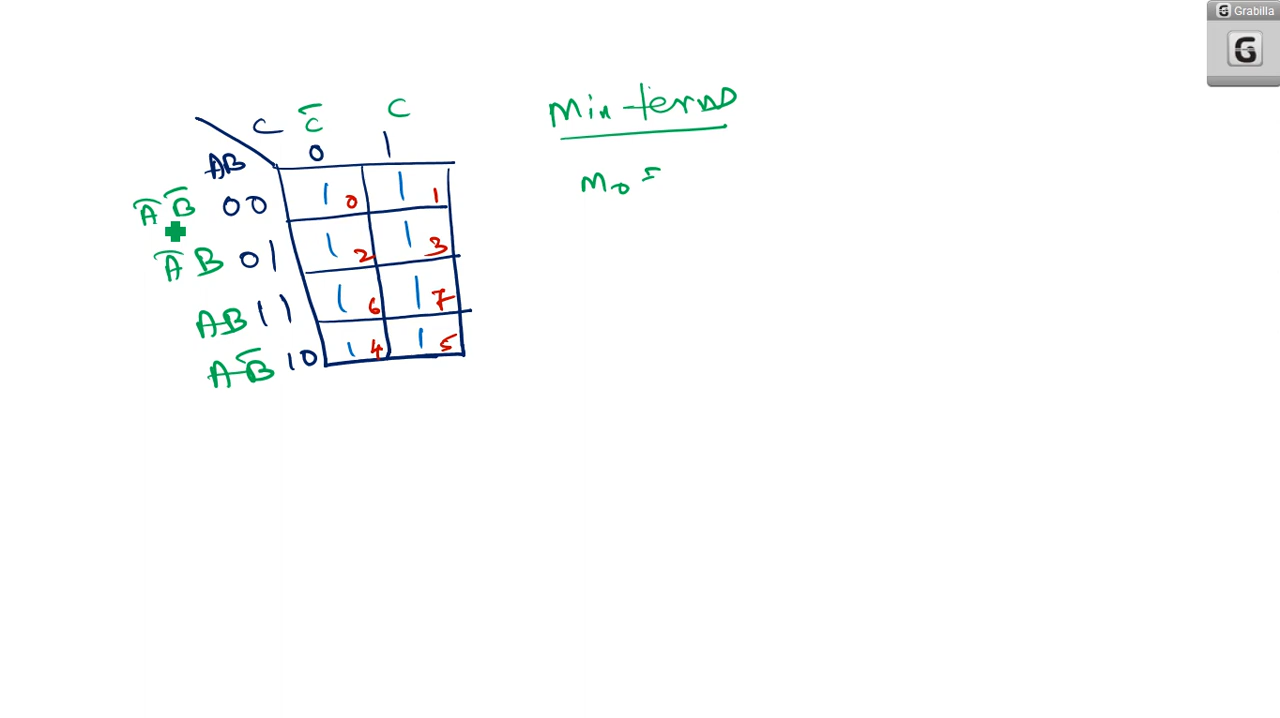 Grabilla
C̄ C
Min-terms
C 0 1
AB
ĀB̄ 00 1 0 1 1
m0 =
ĀB 01 1 2 1 3
AB 11 1 6 1 7
AB̄ 10 1 4 1 5